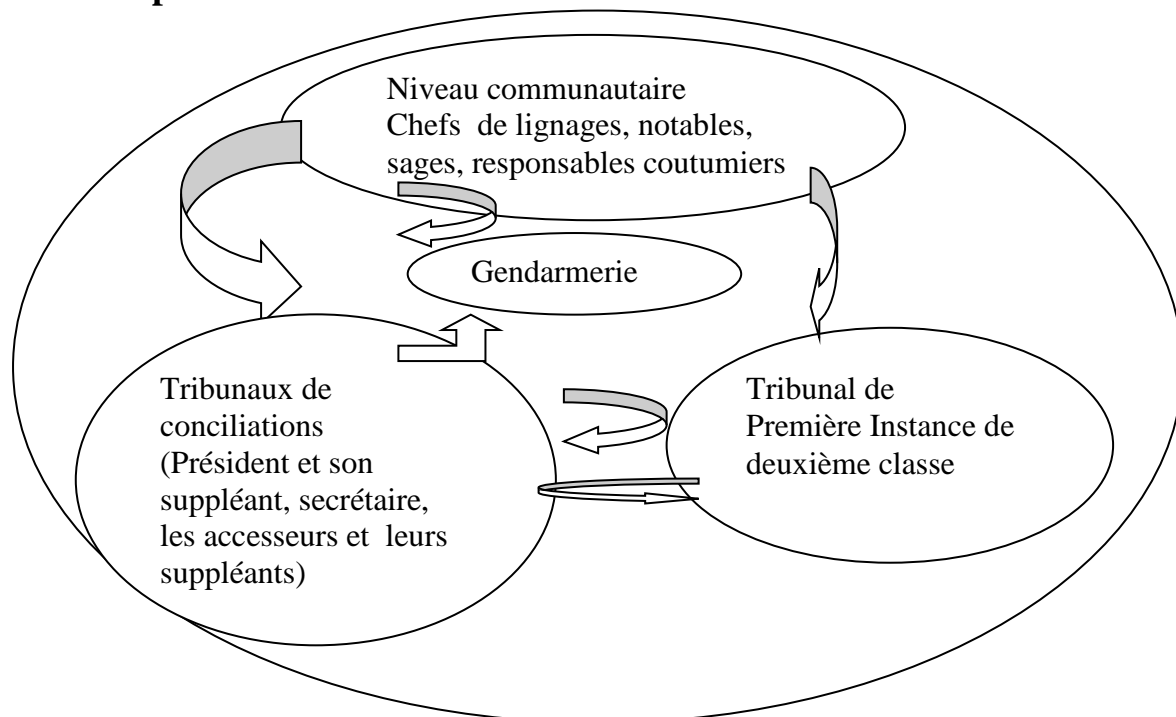 Niveau communautaire
Chefs de lignages, notables,
sages, responsables coutumiers
Gendarmerie
Tribunaux de
conciliations
(Président et son
suppléant, secrétaire,
les accesseurs et leurs
suppléants)
Tribunal de
Première Instance de
deuxième classe